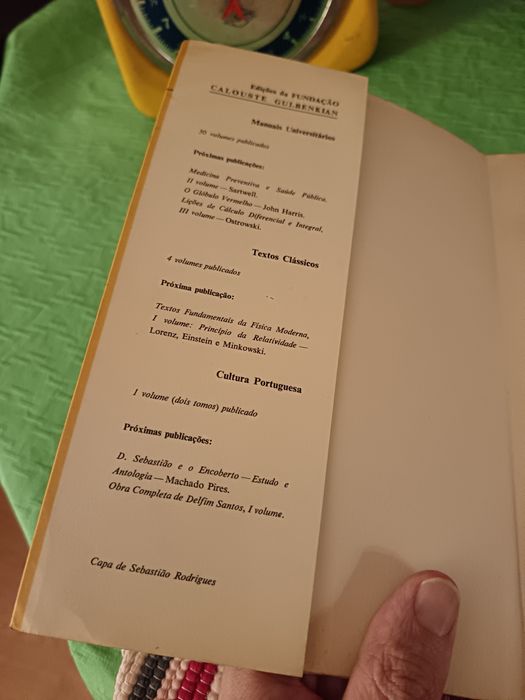 Edições da FUNDAÇÃO
CALOUSTE GULBENKIAN
Manuais Universitários
Próximas publicações:
Medicina Preventiva e Saúde Pública,
II volume — Sartwell.
O Glóbulo Vermelho — John Harris.
Lições de Cálculo Diferencial e Integral,
III volume — Ostrowski.
Textos Clássicos
4 volumes publicados
Próxima publicação:
Textos Fundamentais da Física Moderna,
I volume: Princípio da Relatividade —
Lorenz, Einstein e Minkowski.
Cultura Portuguesa
1 volume (dois tomos) publicado
Próximas publicações:
D. Sebastião e o Encoberto — Estudo e
Antologia — Machado Pires.
Obra Completa de Delfim Santos, I volume.
Capa de Sebastião Rodrigues